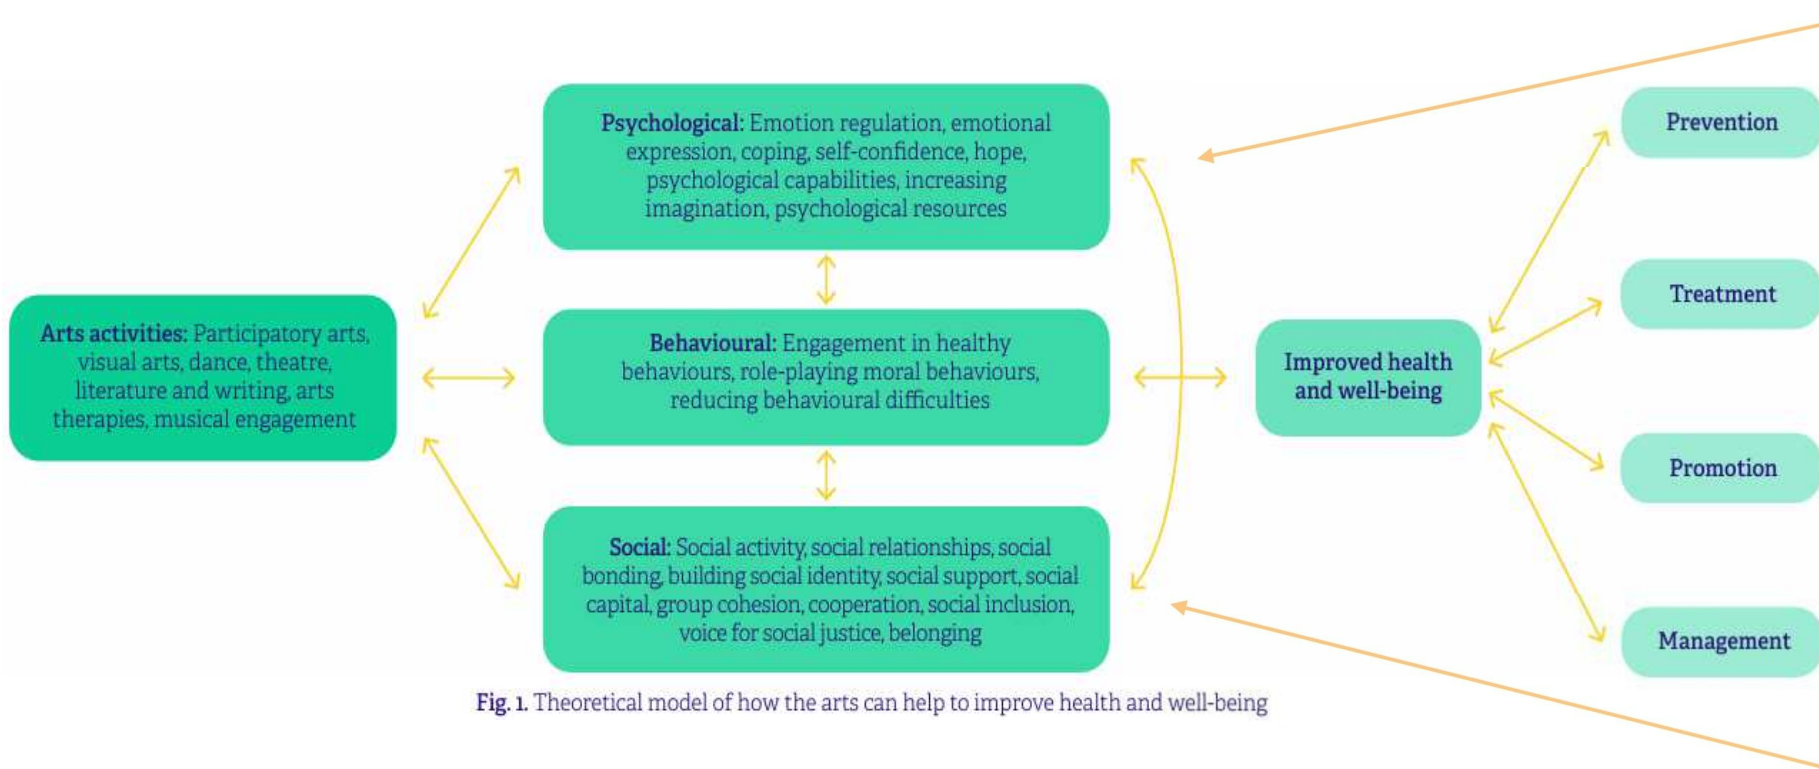 Psychological: Emotion regulation, emotional
expression, coping, self-confidence, hope,
psychological capabilities, increasing
imagination, psychological resources
Arts activities: Participatory arts,
visual arts, dance, theatre,
literature and writing, arts
therapies, musical engagement
Behavioural: Engagement in healthy
behaviours, role-playing moral behaviours,
reducing behavioural difficulties
Social: Social activity, social relationships, social
bonding, building social identity, social support, social
capital, group cohesion, cooperation, social inclusion,
voice for social justice, belonging
Improved health
and well-being
Prevention
Treatment
Promotion
Management
Fig. 1. Theoretical model of how the arts can help to improve health and well-being